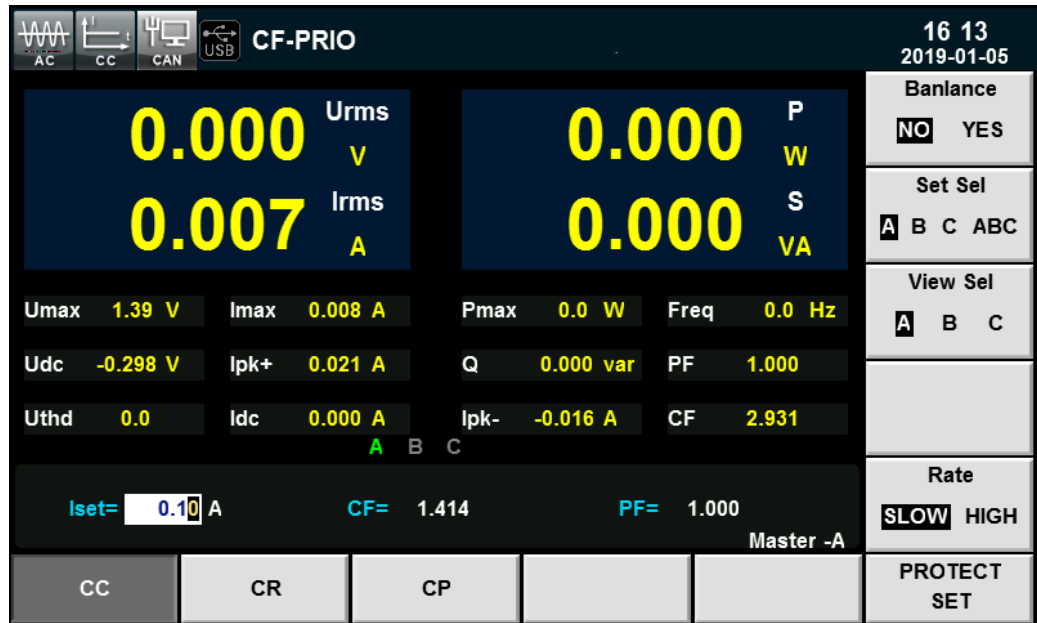 AC CC CAN USB CF-PRIO 16 13
2019-01-05
0.000 Urms V 0.000 P W
0.007 Irms A 0.000 S VA
Umax 1.39 V Imax 0.008 A Pmax 0.0 W Freq 0.0 Hz
Udc -0.298 V Ipk+ 0.021 A Q 0.000 var PF 1.000
Uthd 0.0 Idc 0.000 A Ipk- -0.016 A CF 2.931
A B C
Iset= 0.10 A CF= 1.414 PF= 1.000
Master -A
Banlance
NO YES
Set Sel
A B C ABC
View Sel
A B C
Rate
SLOW HIGH
CC CR CP PROTECT
SET